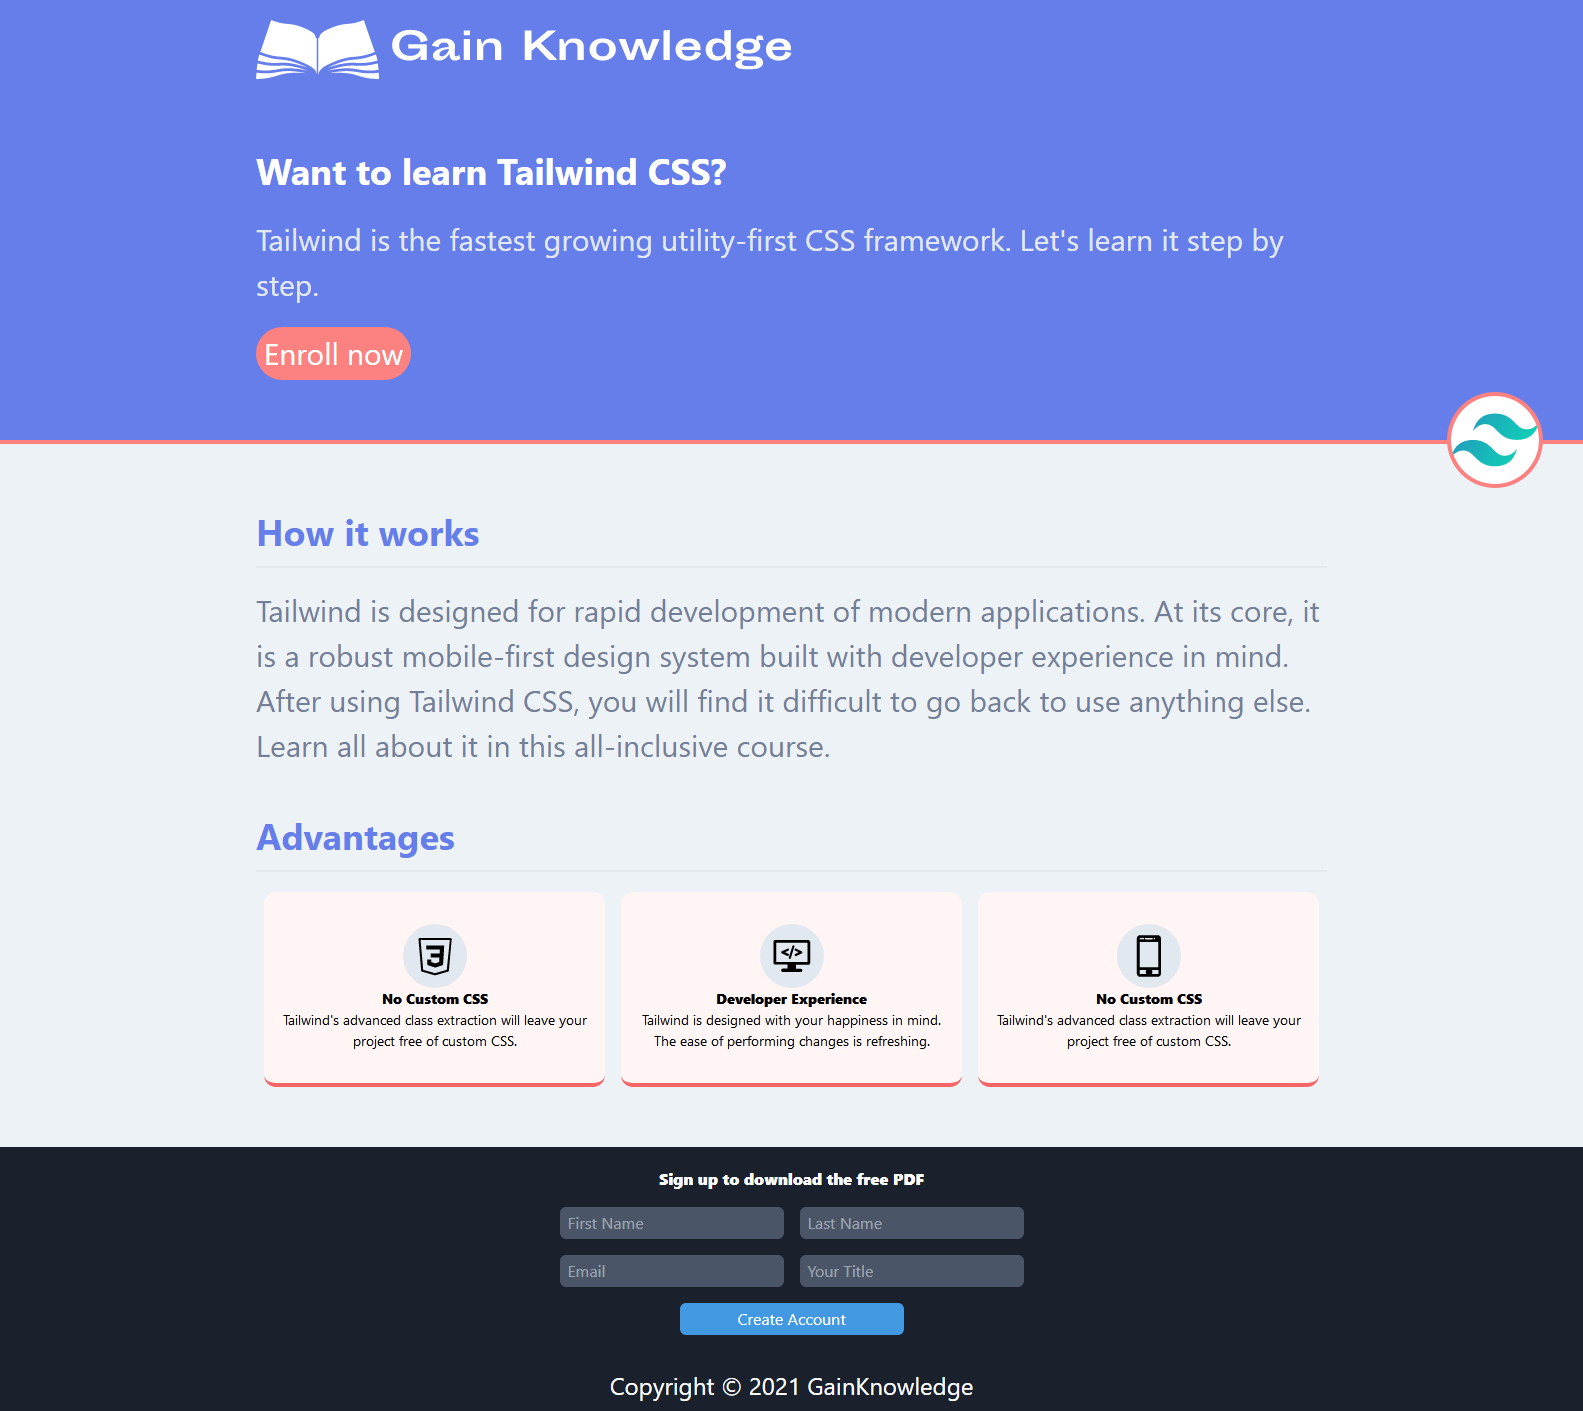 Gain Knowledge
Want to learn Tailwind CSS?
Tailwind is the fastest growing utility-first CSS framework. Let's learn it step by
step.
Enroll now
How it works
Tailwind is designed for rapid development of modern applications. At its core, it
is a robust mobile-first design system built with developer experience in mind.
After using Tailwind CSS, you will find it difficult to go back to use anything else.
Learn all about it in this all-inclusive course.
Advantages
3
No Custom CSS
Tailwind's advanced class extraction will leave your
project free of custom CSS.
</>
Developer Experience
Tailwind is designed with your happiness in mind.
The ease of performing changes is refreshing.
No Custom CSS
Tailwind's advanced class extraction will leave your
project free of custom CSS.
Sign up to download the free PDF
First Name
Last Name
Email
Your Title
Create Account
Copyright © 2021 GainKnowledge